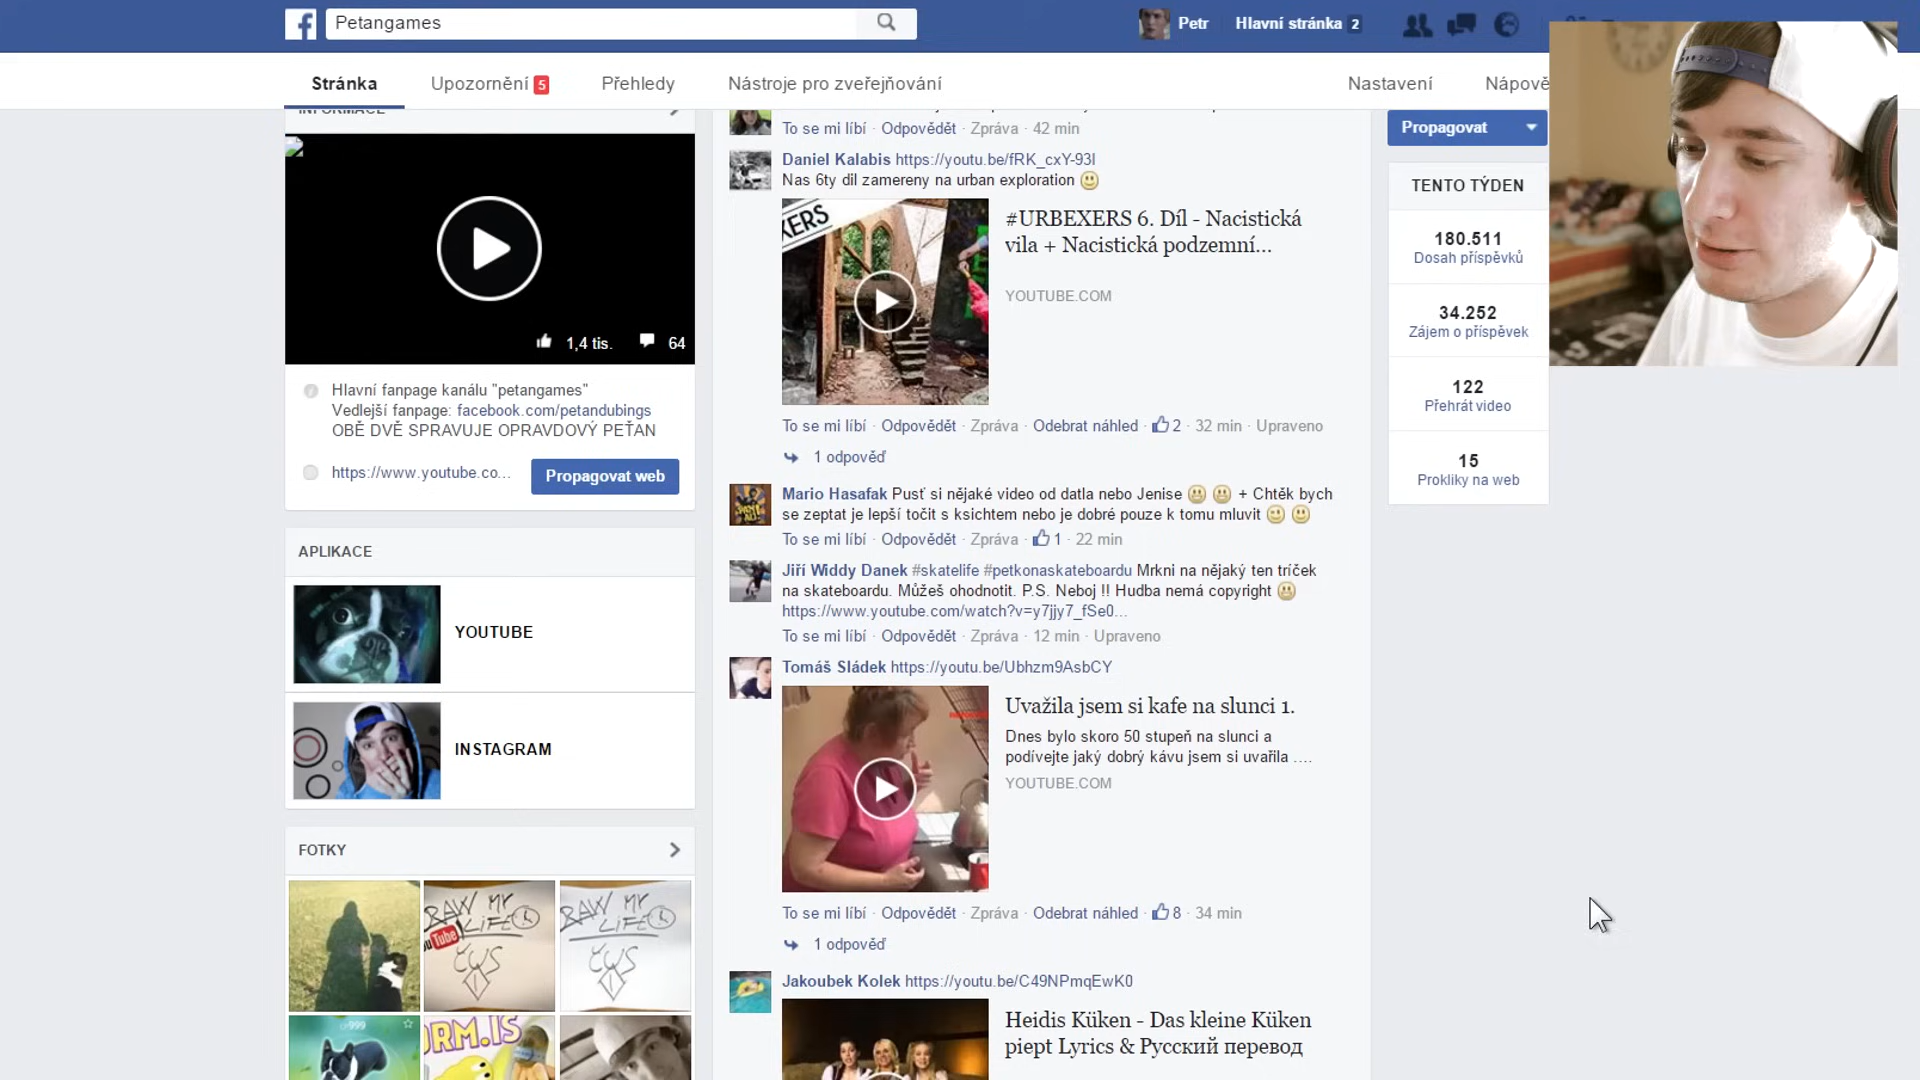 Petangames
Petr
Hlavní stránka 2
Stránka
Upozornění 5
Přehledy
Nástroje pro zveřejňování
Nastavení
Nápově
INFORMACE
1,4 tis.
64
Hlavní fanpage kanálu "petangames"
Vedlejší fanpage: facebook.com/petandubings
OBĚ DVĚ SPRAVUJE OPRAVDOVÝ PEŤAN
https://www.youtube.co...
Propagovat web
APLIKACE
YOUTUBE
INSTAGRAM
FOTKY
RAW MY
LIFE
You Tube
RAW MY
LIFE
To se mi líbí · Odpovědět · Zpráva · 42 min
Daniel Kalabis https://youtu.be/fRK_cxY-93I
Nas 6ty dil zamereny na urban exploration
#URBEXERS 6. Díl - Nacistická
vila + Nacistická podzemní...
YOUTUBE.COM
To se mi líbí · Odpovědět · Zpráva · Odebrat náhled · 2 · 32 min · Upraveno
1 odpověď
Mario Hasafak Pusť si nějaké video od datla nebo Jenise + Chtěk bych
se zeptat je lepší točit s ksichtem nebo je dobré pouze k tomu mluvit
To se mi líbí · Odpovědět · Zpráva · 1 · 22 min
Jiří Widdy Danek #skatelife #petkonaskateboardu Mrkni na nějaký ten tríček
na skateboardu. Můžeš ohodnotit. P.S. Neboj !! Hudba nemá copyright
https://www.youtube.com/watch?v=y7jjy7_fSe0...
To se mi líbí · Odpovědět · Zpráva · 12 min · Upraveno
Tomáš Sládek https://youtu.be/Ubhzm9AsbCY
Uvažila jsem si kafe na slunci 1.
Dnes bylo skoro 50 stupeň na slunci a
podívejte jaký dobrý kávu jsem si uvařila ....
YOUTUBE.COM
To se mi líbí · Odpovědět · Zpráva · Odebrat náhled · 8 · 34 min
1 odpověď
Jakoubek Kolek https://youtu.be/C49NPmqEwK0
Heidis Küken - Das kleine Küken
piept Lyrics & Русский перевод
Propagovat
TENTO TÝDEN
180.511
Dosah příspěvků
34.252
Zájem o příspěvek
122
Přehrát video
15
Prokliky na web